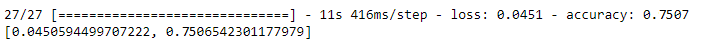 27/27 [==============================] - 11s 416ms/step - loss: 0.0451 - accuracy: 0.7507
[0.0450594499707222, 0.7506542301177979]